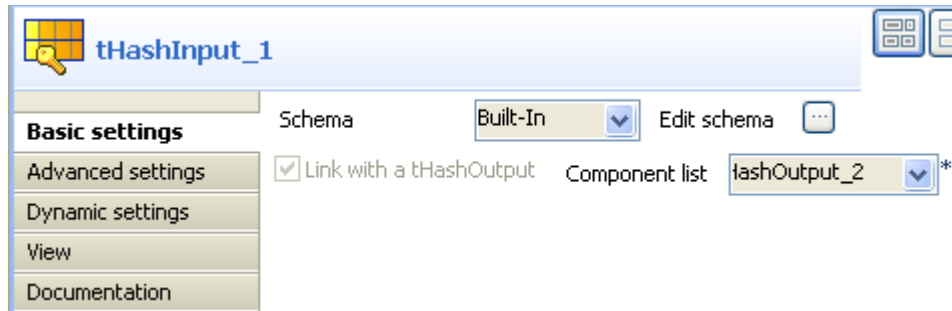 tHashInput_1
Basic settings
Schema Built-In Edit schema ...
Advanced settings
Link with a tHashOutput Component list HashOutput_2 *
Dynamic settings
View
Documentation